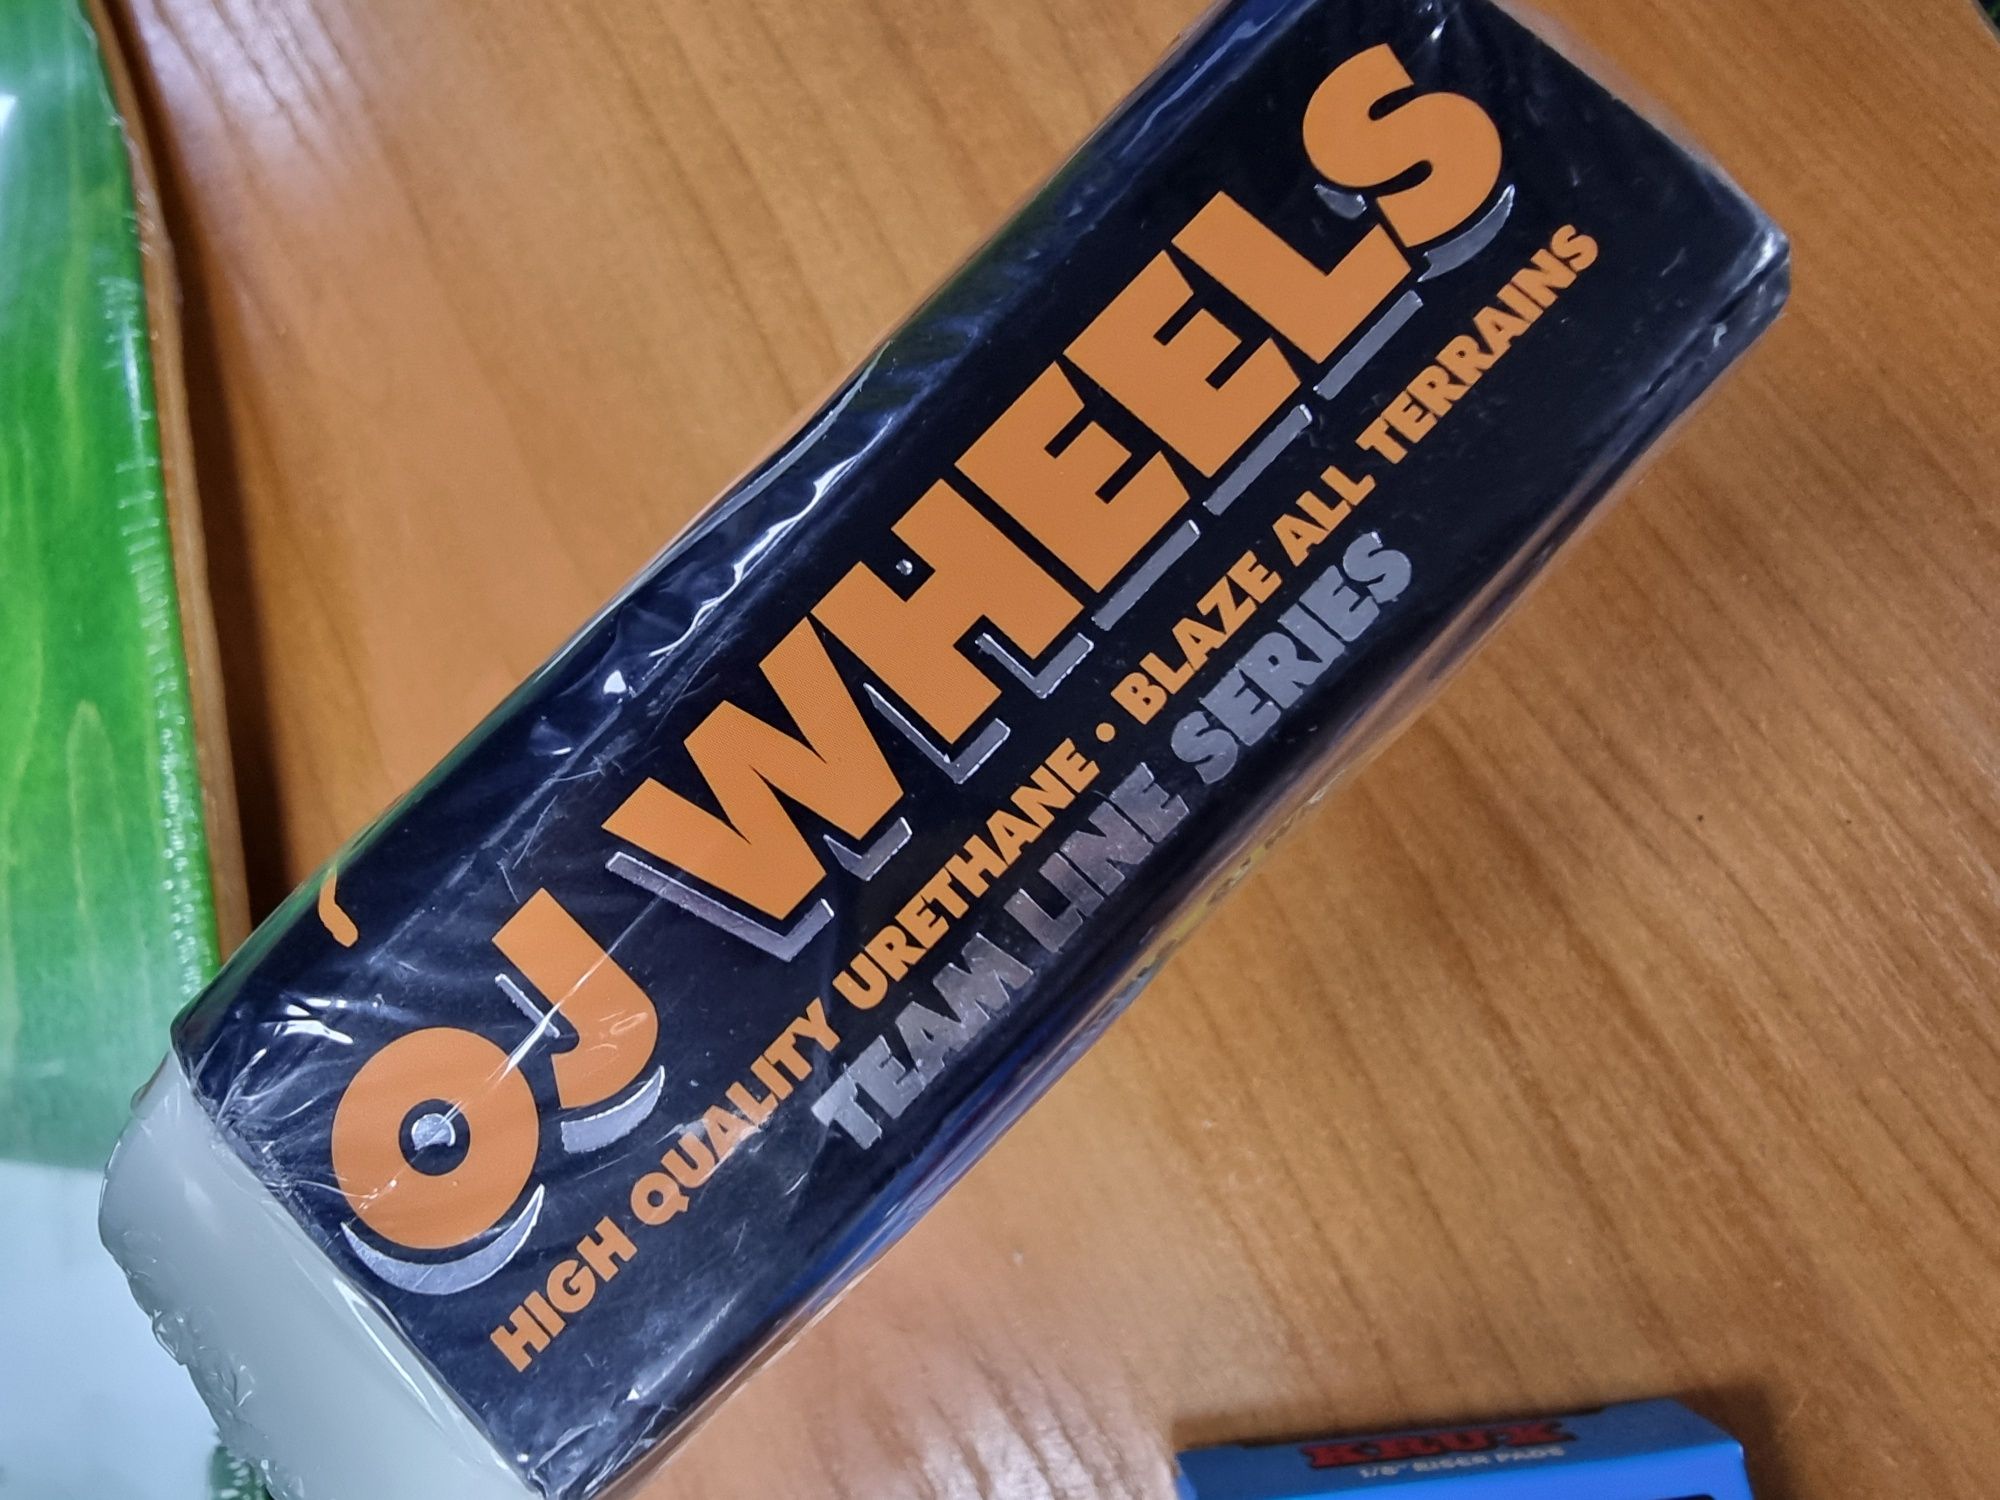 OJ WHEELS
HIGH QUALITY URETHANE • BLAZE ALL TERRAINS
TEAM LINE SERIES
KRUX
1/8" RISER PADS